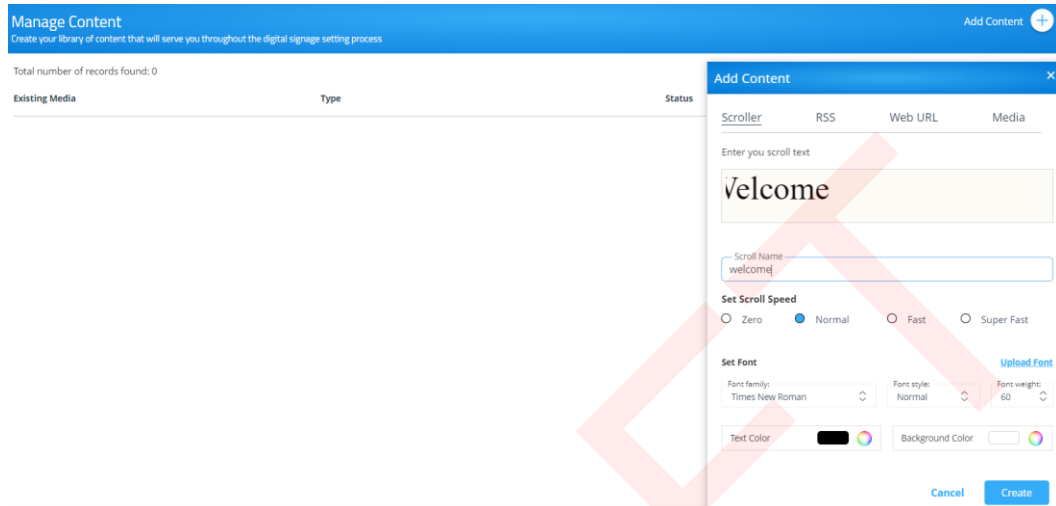 Manage Content
Add Content +
Create your library of content that will serve you throughout the digital signage setting process
Total number of records found: 0
Existing Media Type Status
Add Content ×
Scroller RSS Web URL Media
Enter you scroll text
Welcome
Scroll Name
welcome
Set Scroll Speed
Zero Normal Fast Super Fast
Set Font Upload Font
Font family: Font style: Font weight:
Times New Roman Normal 60
Text Color Background Color
Cancel Create